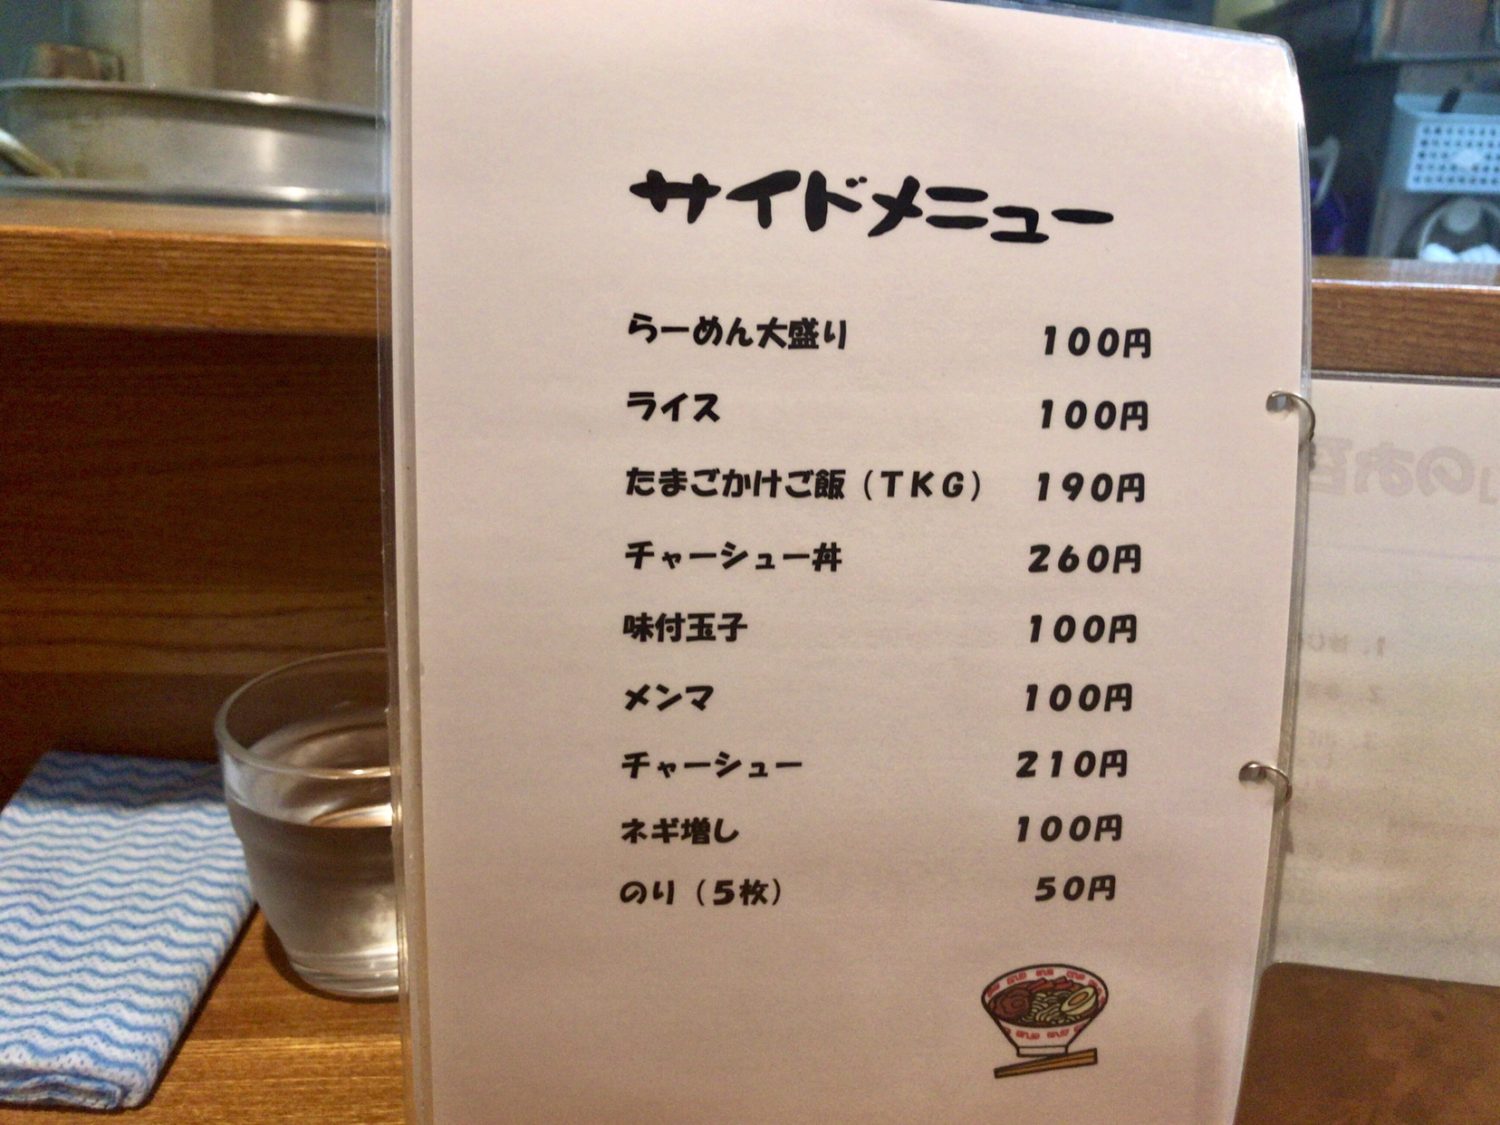 サイドメニュー
らーめん大盛り 100円
ライス 100円
たまごかけご飯(TKG) 190円
チャーシュー丼 260円
味付玉子 100円
メンマ 100円
チャーシュー 210円
ネギ増し 100円
のり(5枚) 50円